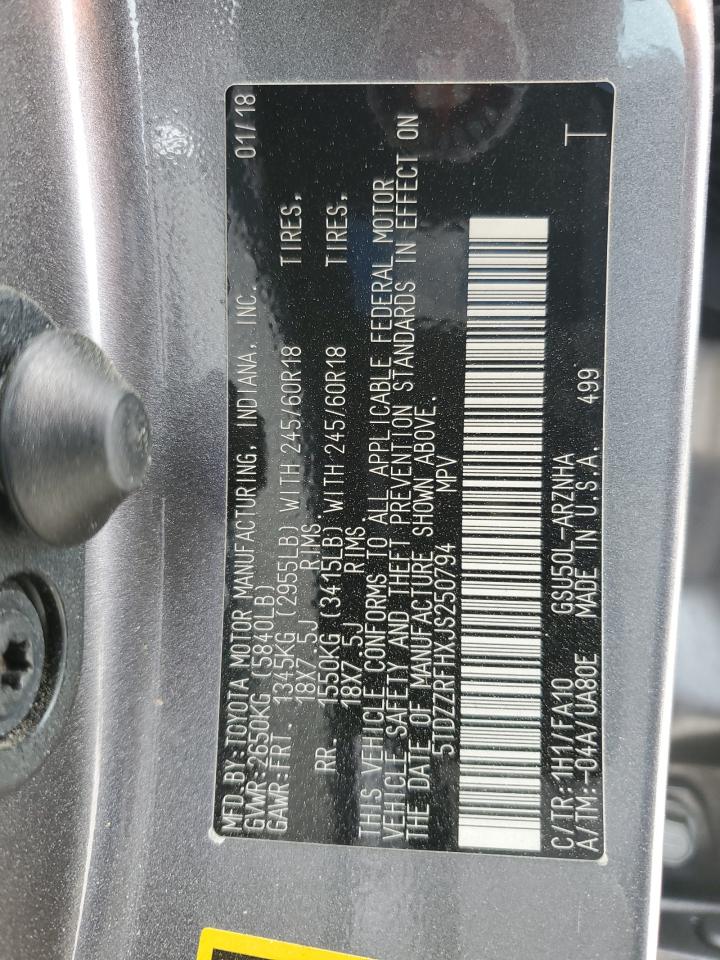 MFD.BY:TOYOTA MOTOR MANUFACTURING, INDIANA, INC. 01/18
GVWR:2650KG (5840LB)
GAWR:FRT. 1345KG (2955LB) WITH 245/60R18 TIRES,
18X7.5J RIMS.
RR. 1550KG (3415LB) WITH 245/60R18 TIRES,
18X7.5J RIMS.
THIS VEHICLE CONFORMS TO ALL APPLICABLE FEDERAL MOTOR
VEHICLE SAFETY AND THEFT PREVENTION STANDARDS IN EFFECT ON
THE DATE OF MANUFACTURE SHOWN ABOVE.
5TDZZRFHXJS250794 MPV
C/TR:1H1/FA10 GSU50L-ARZNHA
A/TM:-04A/UA80E MADE IN U.S.A. 499 T